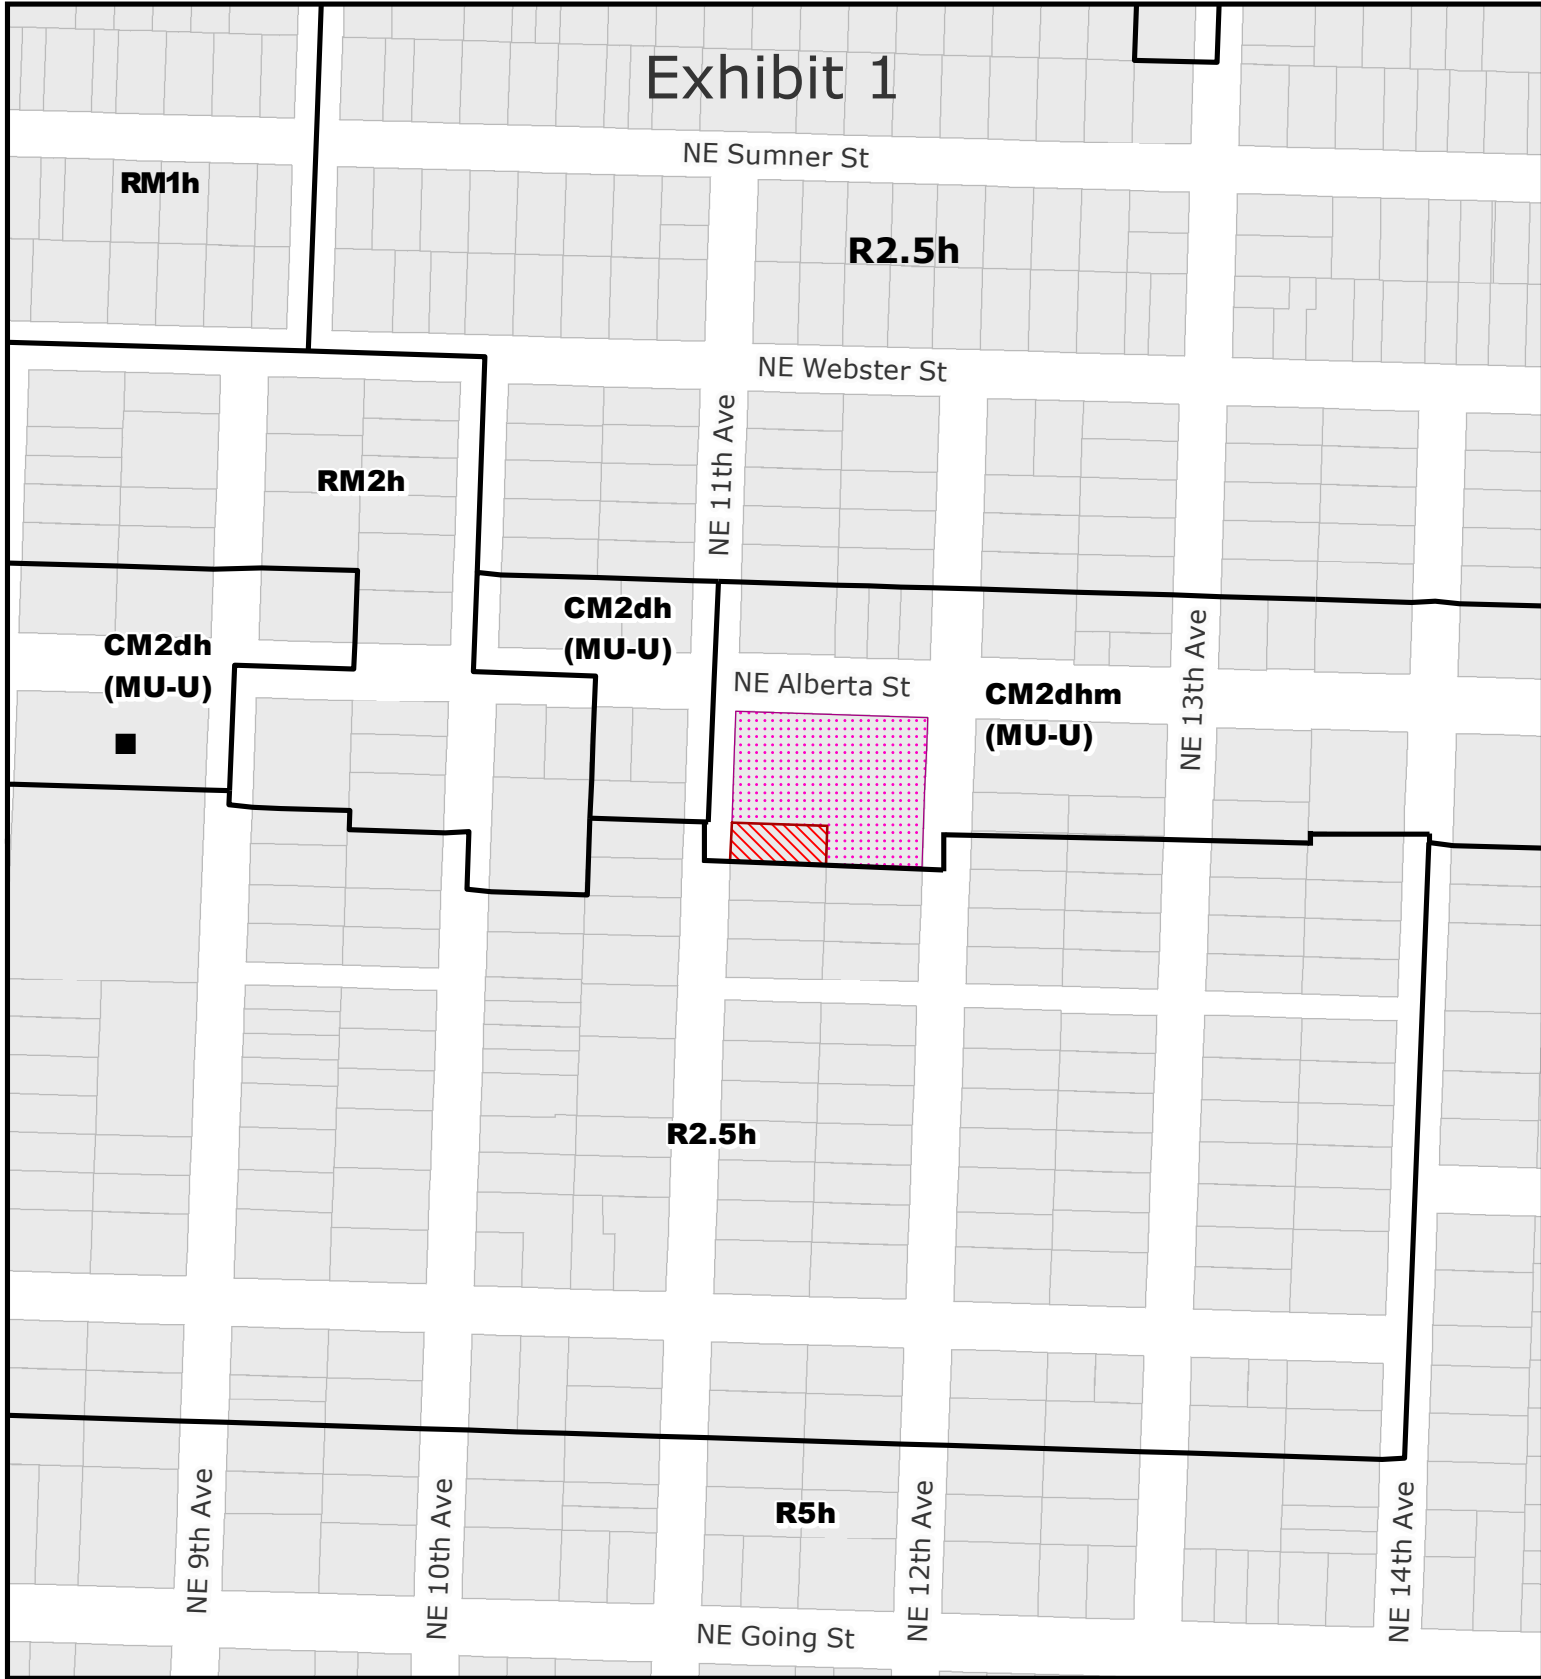 Exhibit 1
NE Sumner St
RM1h
R2.5h
NE Webster St
NE 11th Ave
RM2h
CM2dh
(MU-U)
CM2dh
(MU-U)
NE Alberta St
CM2dhm
(MU-U)
NE 13th Ave
R2.5h
R5h
NE 9th Ave
NE 10th Ave
NE 12th Ave
NE 14th Ave
NE Going St